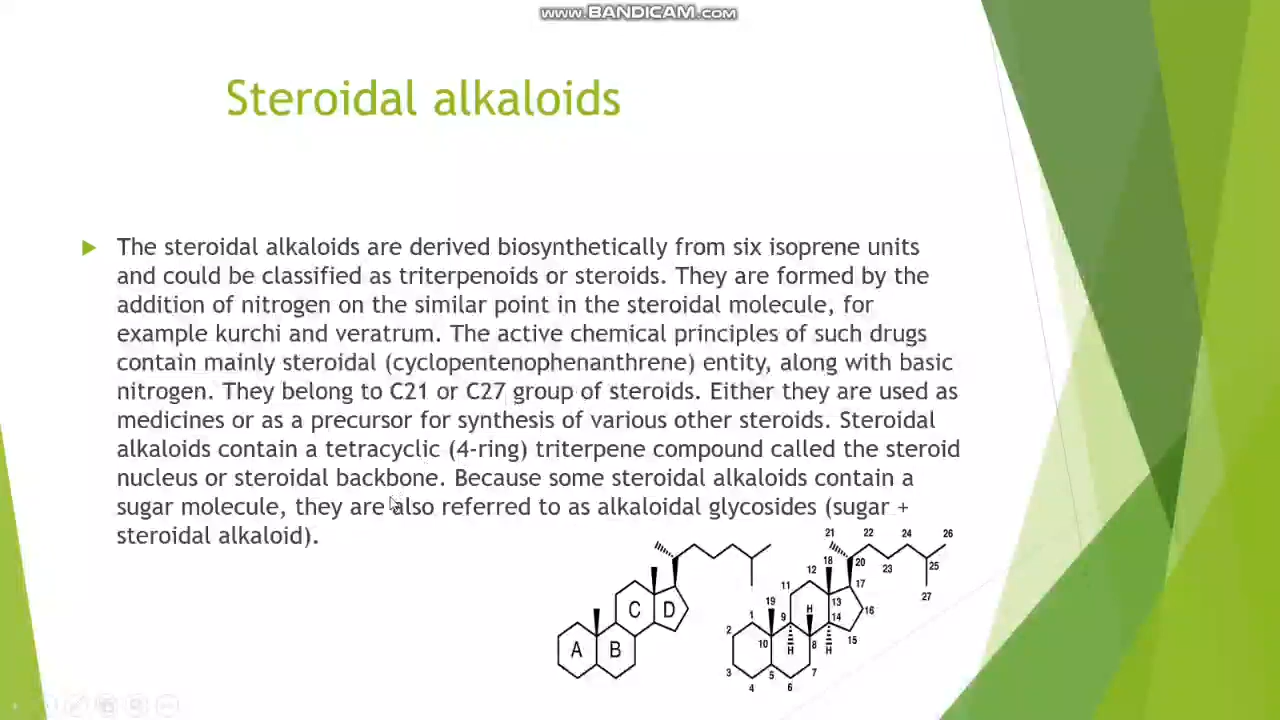 www.BANDICAM.com
Steroidal alkaloids
The steroidal alkaloids are derived biosynthetically from six isoprene units
and could be classified as triterpenoids or steroids. They are formed by the
addition of nitrogen on the similar point in the steroidal molecule, for
example kurchi and veratrum. The active chemical principles of such drugs
contain mainly steroidal (cyclopentenophenanthrene) entity, along with basic
nitrogen. They belong to C21 or C27 group of steroids. Either they are used as
medicines or as a precursor for synthesis of various other steroids. Steroidal
alkaloids contain a tetracyclic (4-ring) triterpene compound called the steroid
nucleus or steroidal backbone. Because some steroidal alkaloids contain a
sugar molecule, they are also referred to as alkaloidal glycosides (sugar +
steroidal alkaloid).
A B C D
21 22 24 26
18 20 23 25
12 17 27
11 19 13 16
1 9 H 14
2 10 H 8 H 15
3 5 7
4 6